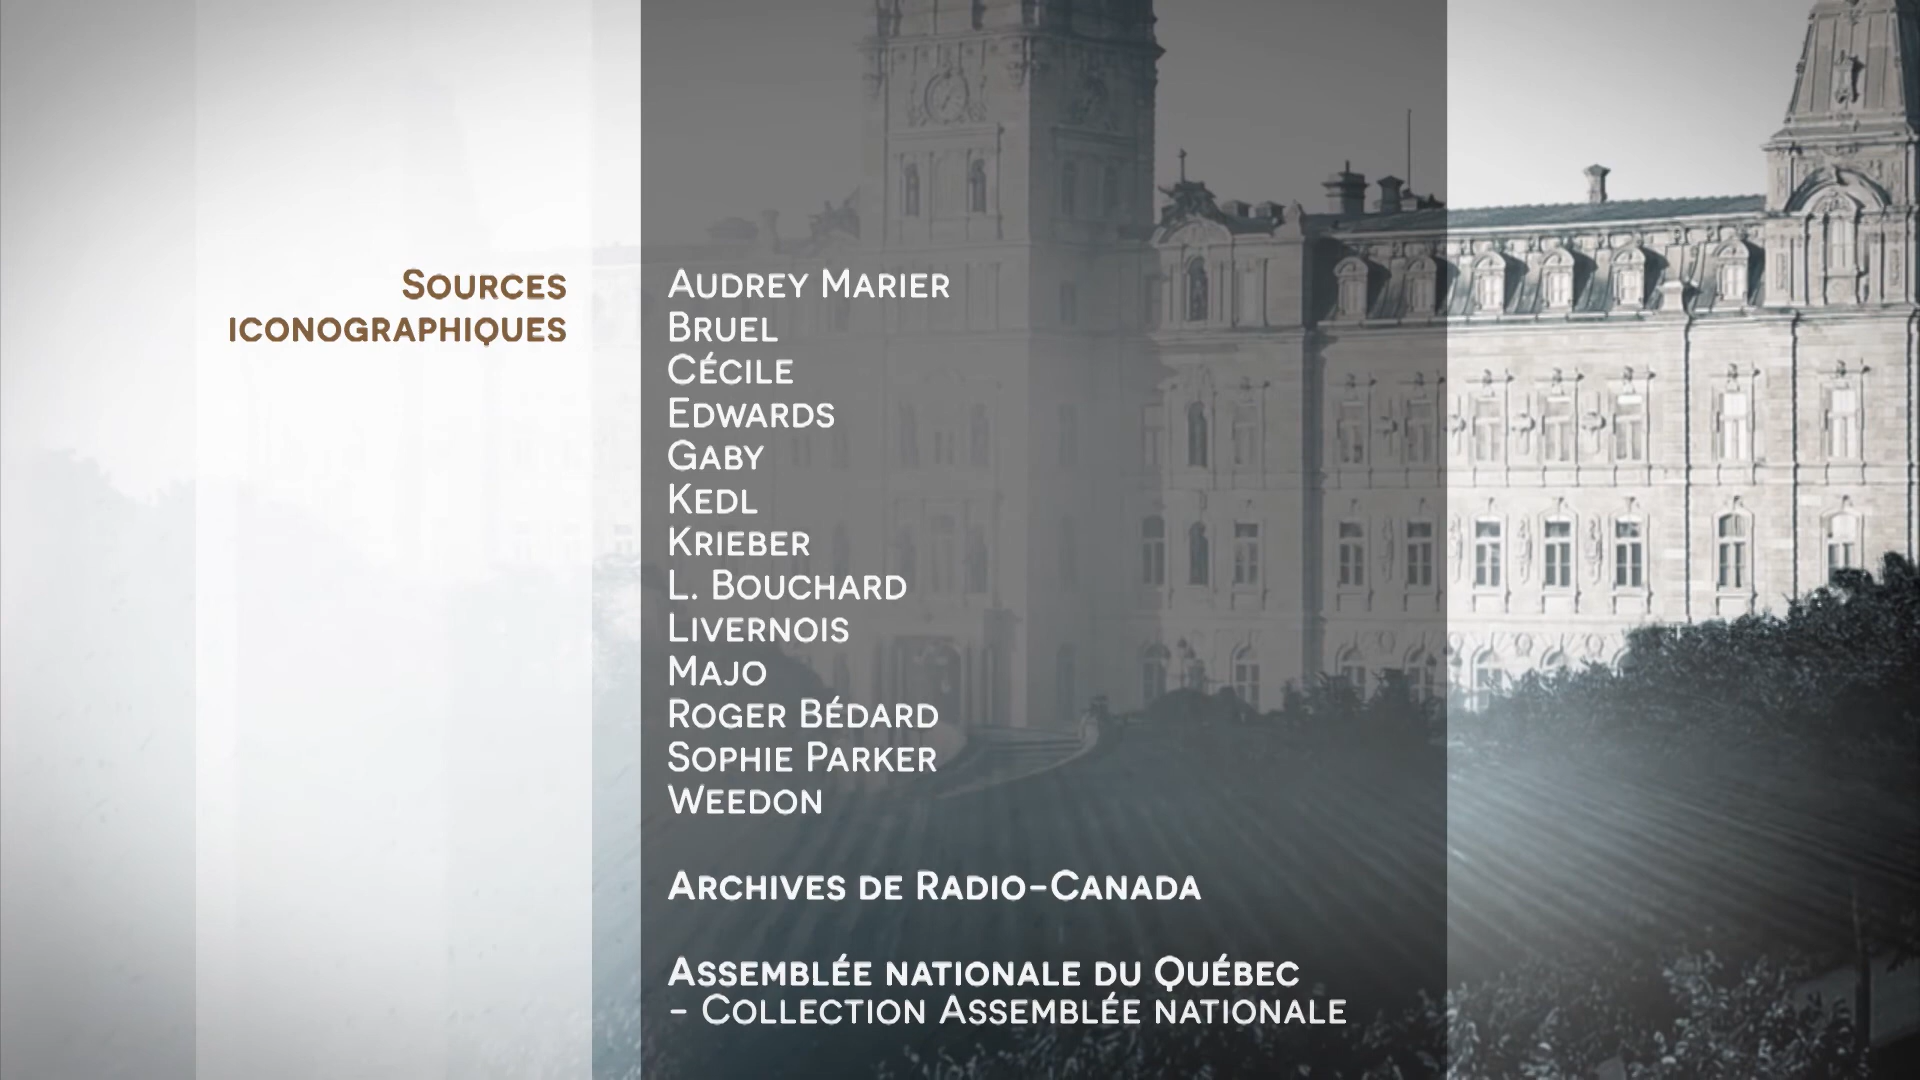 Sources
iconographiques
Audrey Marier
Bruel
Cécile
Edwards
Gaby
Kedl
Krieber
L. Bouchard
Livernois
Majo
Roger Bédard
Sophie Parker
Weedon
Archives de Radio-Canada
Assemblée nationale du Québec
- Collection Assemblée nationale